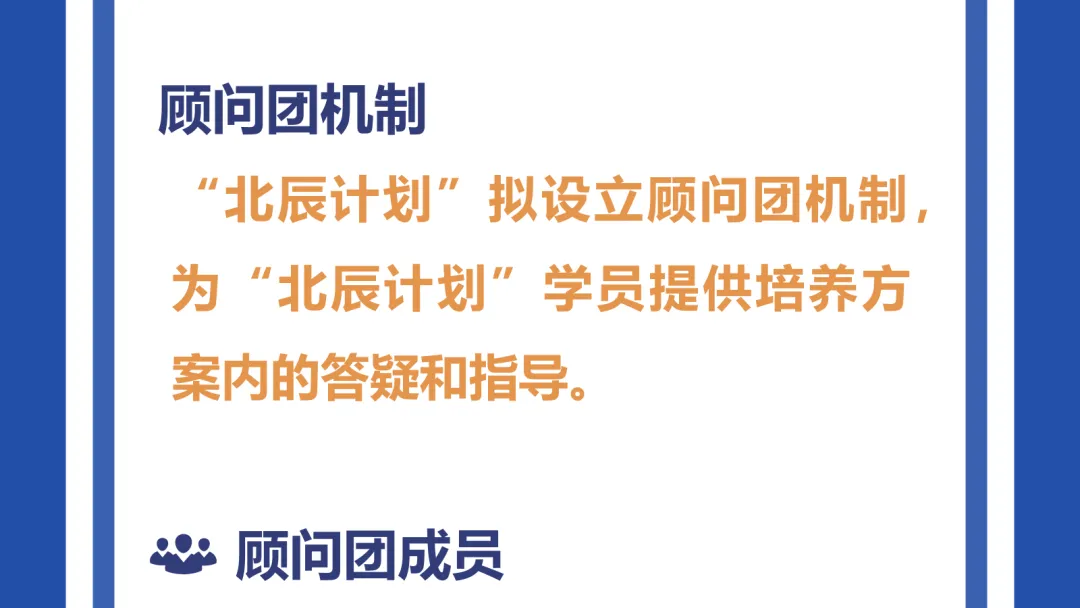 顾问团机制
“北辰计划”拟设立顾问团机制，
为“北辰计划”学员提供培养方
案内的答疑和指导。
顾问团成员